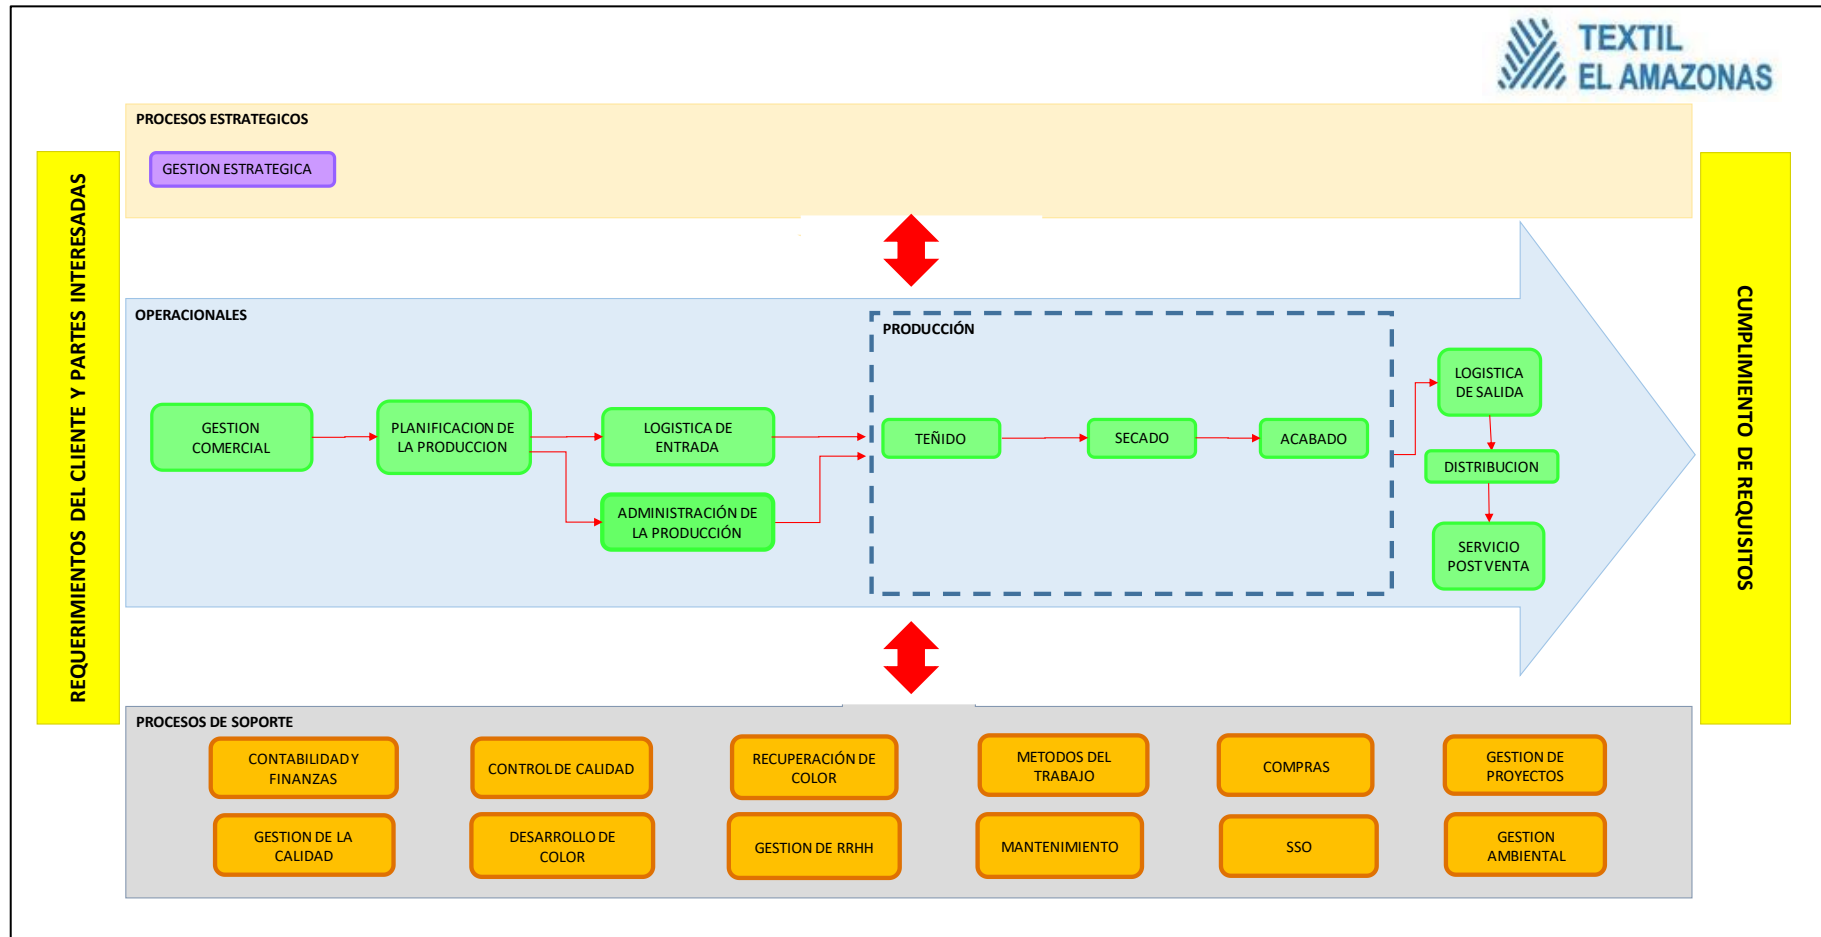 TEXTIL
EL AMAZONAS
PROCESOS ESTRATEGICOS
GESTION ESTRATEGICA
REQUERIMIENTOS DEL CLIENTE Y PARTES INTERESADAS
OPERACIONALES
GESTION
COMERCIAL
PLANIFICACION DE
LA PRODUCCION
LOGISTICA DE
ENTRADA
ADMINISTRACIÓN DE
LA PRODUCCIÓN
PRODUCCIÓN
TEÑIDO
SECADO
ACABADO
LOGISTICA
DE SALIDA
DISTRIBUCION
SERVICIO
POST VENTA
CUMPLIMIENTO DE REQUISITOS
PROCESOS DE SOPORTE
CONTABILIDAD Y
FINANZAS
CONTROL DE CALIDAD
RECUPERACIÓN DE
COLOR
METODOS DEL
TRABAJO
COMPRAS
GESTION DE
PROYECTOS
GESTION DE LA
CALIDAD
DESARROLLO DE
COLOR
GESTION DE RRHH
MANTENIMIENTO
SSO
GESTION
AMBIENTAL